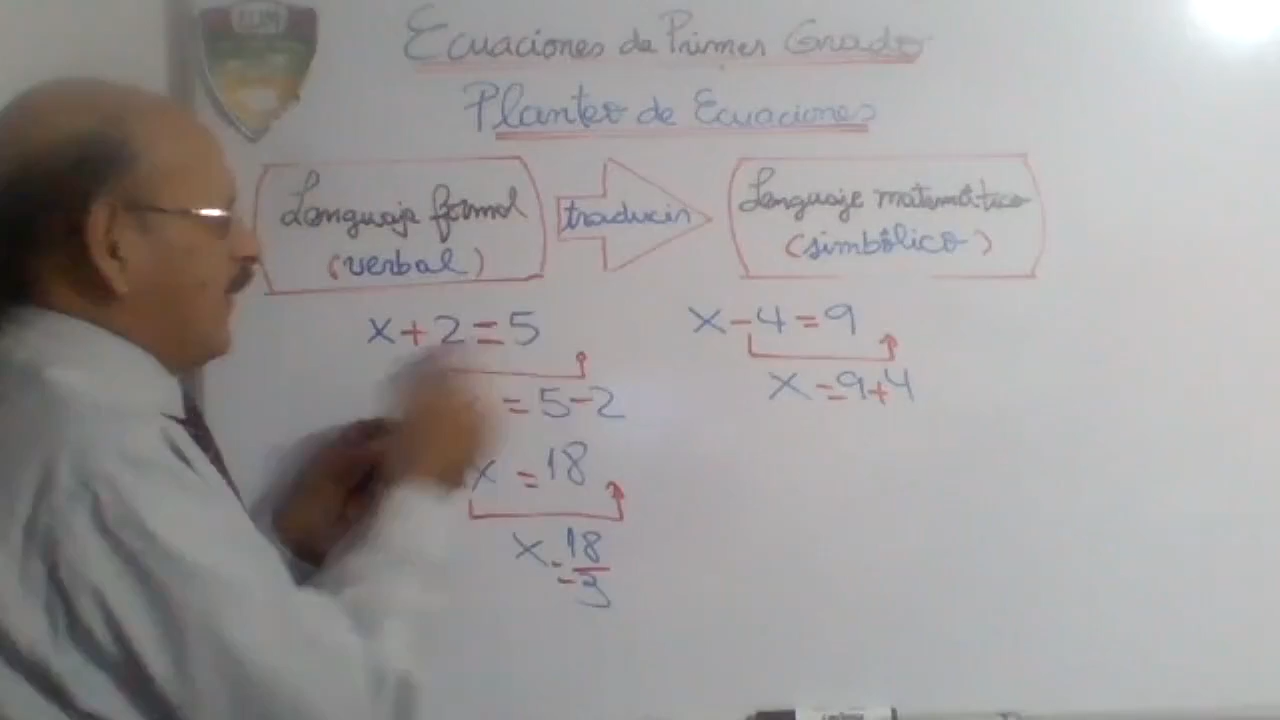 Ecuaciones de Primer Grado
Planteo de Ecuaciones
Lenguaje formal
(verbal)
traducir
Lenguaje matemático
(simbólico)
x+2=5
x-4=9
=5-2
x=9+4
x=18
x=18/3